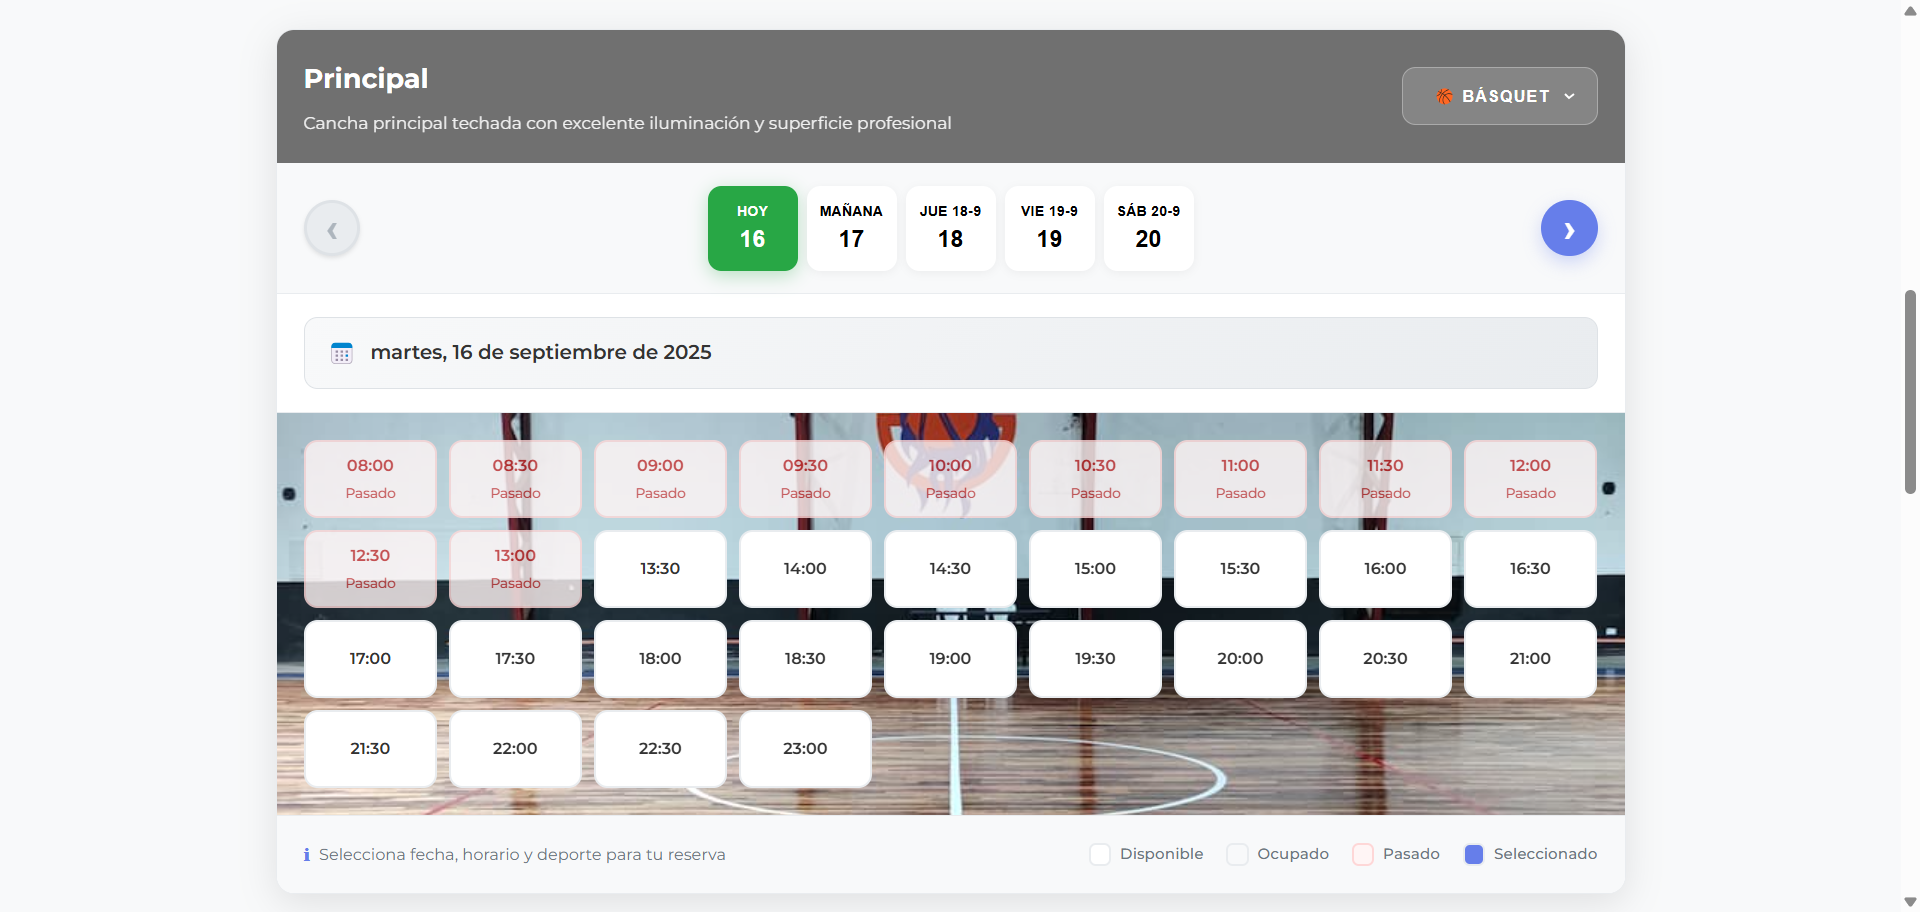 Principal
Cancha principal techada con excelente iluminación y superficie profesional
BÁSQUET
HOY
16
MAÑANA
17
JUE 18-9
18
VIE 19-9
19
SÁB 20-9
20
martes, 16 de septiembre de 2025
08:00
Pasado
08:30
Pasado
09:00
Pasado
09:30
Pasado
10:00
Pasado
10:30
Pasado
11:00
Pasado
11:30
Pasado
12:00
Pasado
12:30
Pasado
13:00
Pasado
13:30
14:00
14:30
15:00
15:30
16:00
16:30
17:00
17:30
18:00
18:30
19:00
19:30
20:00
20:30
21:00
21:30
22:00
22:30
23:00
Selecciona fecha, horario y deporte para tu reserva
Disponible
Ocupado
Pasado
Seleccionado